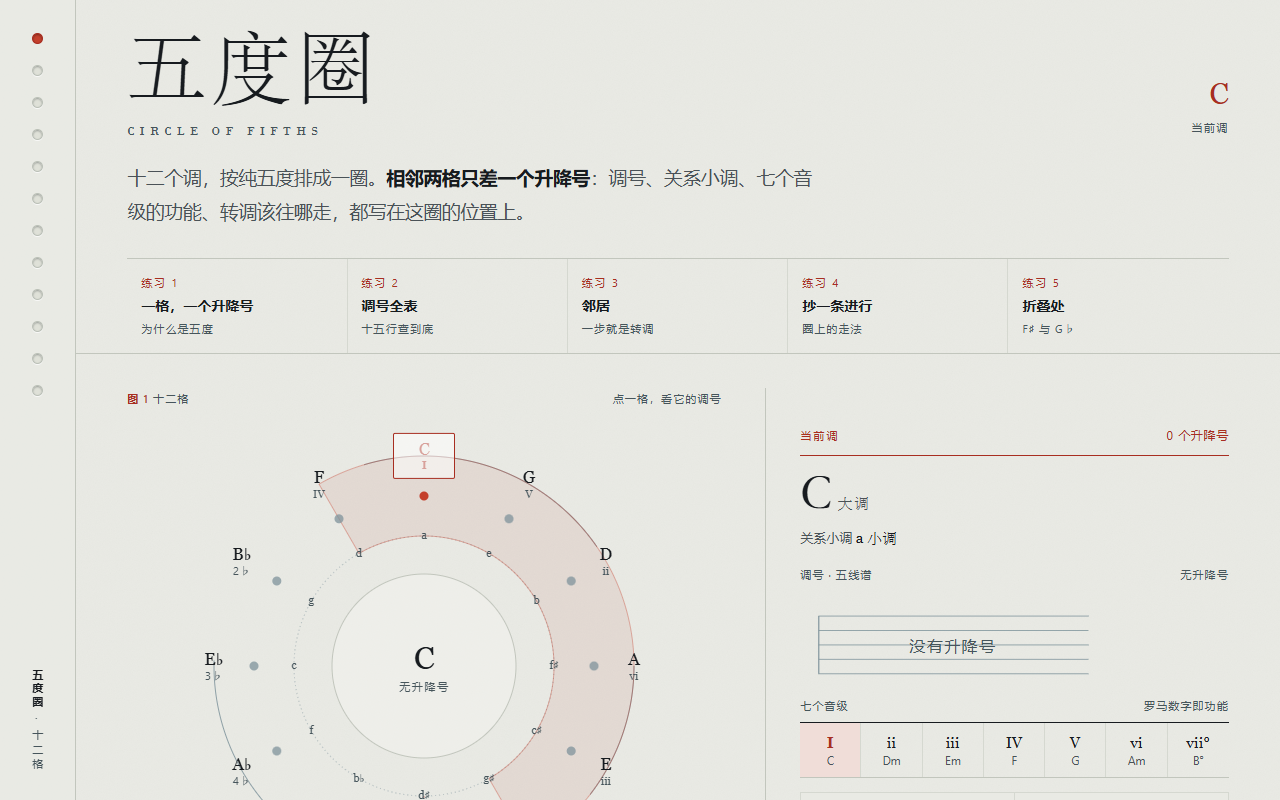 五度圈
CIRCLE OF FIFTHS
C
当前调
十二个调，按纯五度排成一圈。相邻两格只差一个升降号：调号、关系小调、七个音
级的功能、转调该往哪走，都写在这圈的位置上。
练习 1
一格，一个升降号
为什么是五度
练习 2
调号全表
十五行查到底
练习 3
邻居
一步就是转调
练习 4
抄一条进行
圈上的走法
练习 5
折叠处
F♯ 与 G♭
图 1 十二格
点一格，看它的调号
C
I
F
IV
G
V
a
d
e
B♭
2♭
D
ii
g
b
E♭
3♭
c
C
无升降号
f♯
A
vi
f
c♯
A♭
4♭
b♭
g♯
E
iii
d♯
当前调
0 个升降号
C 大调
关系小调 a 小调
调号 · 五线谱
无升降号
没有升降号
七个音级
罗马数字即功能
I
C
ii
Dm
iii
Em
IV
F
V
G
vi
Am
vii°
B°
五度圈 · 十二格